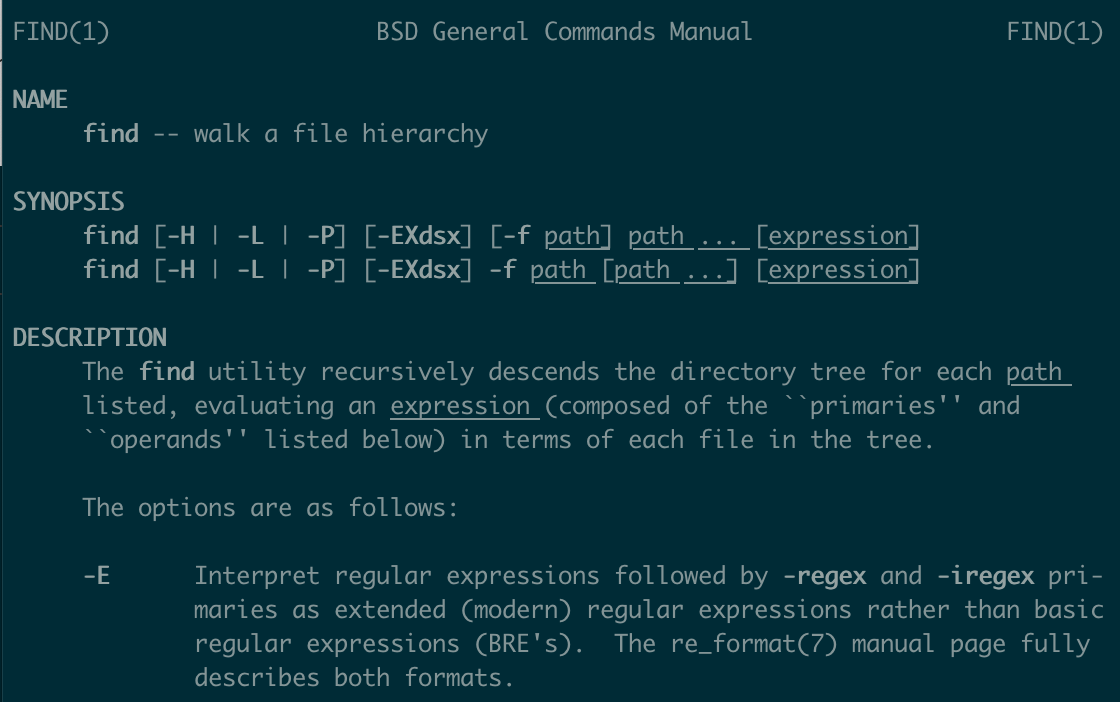 FIND(1) BSD General Commands Manual FIND(1)
NAME
find -- walk a file hierarchy
SYNOPSIS
find [-H | -L | -P] [-EXdsx] [-f path] path ... [expression]
find [-H | -L | -P] [-EXdsx] -f path [path ...] [expression]
DESCRIPTION
The find utility recursively descends the directory tree for each path
listed, evaluating an expression (composed of the ``primaries'' and
``operands'' listed below) in terms of each file in the tree.
The options are as follows:
-E Interpret regular expressions followed by -regex and -iregex pri-
maries as extended (modern) regular expressions rather than basic
regular expressions (BRE's). The re_format(7) manual page fully
describes both formats.